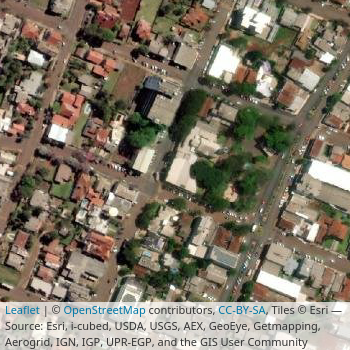 Leaflet | © OpenStreetMap contributors, CC-BY-SA, Tiles © Esri —
Source: Esri, i-cubed, USDA, USGS, AEX, GeoEye, Getmapping,
Aerogrid, IGN, IGP, UPR-EGP, and the GIS User Community